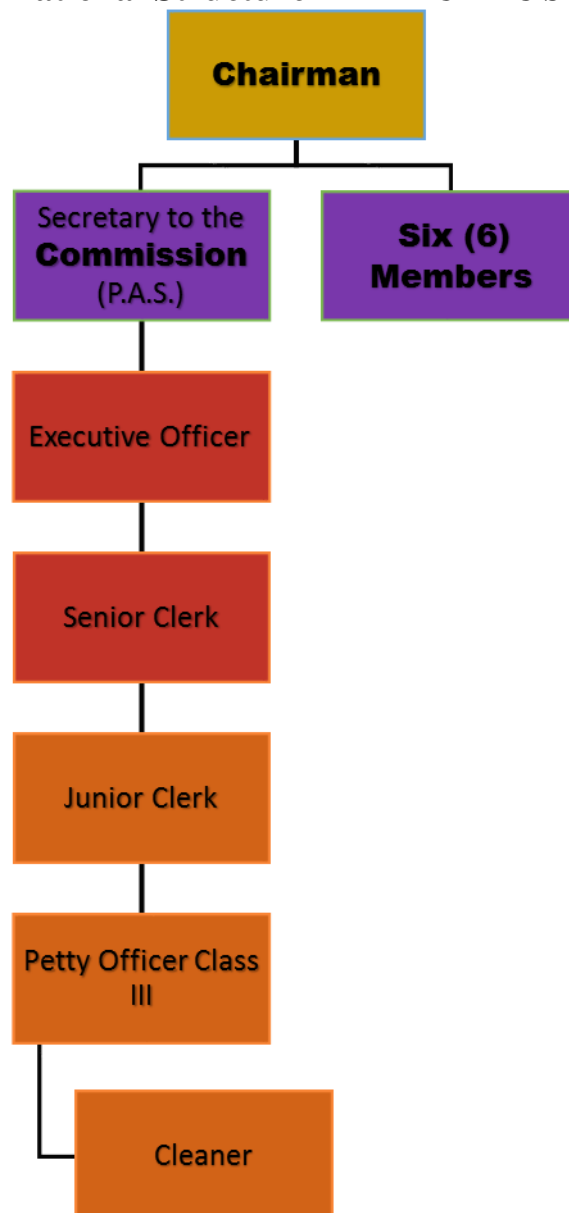 Chairman
Secretary to the
Commission
(P.A.S.)
Six (6)
Members
Executive Officer
Senior Clerk
Junior Clerk
Petty Officer Class
III
Cleaner